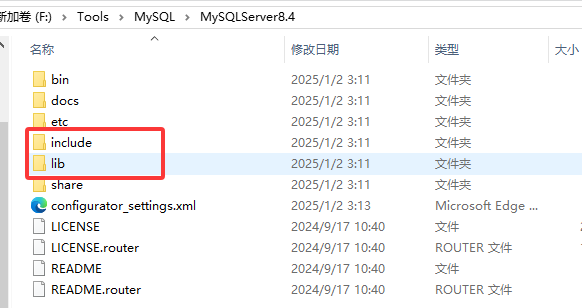 新加卷 (F:) › Tools › MySQL › MySQLServer8.4
名称 修改日期 类型 大小
bin 2025/1/2 3:11 文件夹
docs 2025/1/2 3:11 文件夹
etc 2025/1/2 3:11 文件夹
include 2025/1/2 3:11 文件夹
lib 2025/1/2 3:11 文件夹
share 2025/1/2 3:11 文件夹
configurator_settings.xml 2025/1/2 3:13 Microsoft Edge ...
LICENSE 2024/9/17 10:40 文件
LICENSE.router 2024/9/17 10:40 ROUTER 文件
README 2024/9/17 10:40 文件
README.router 2024/9/17 10:40 ROUTER 文件